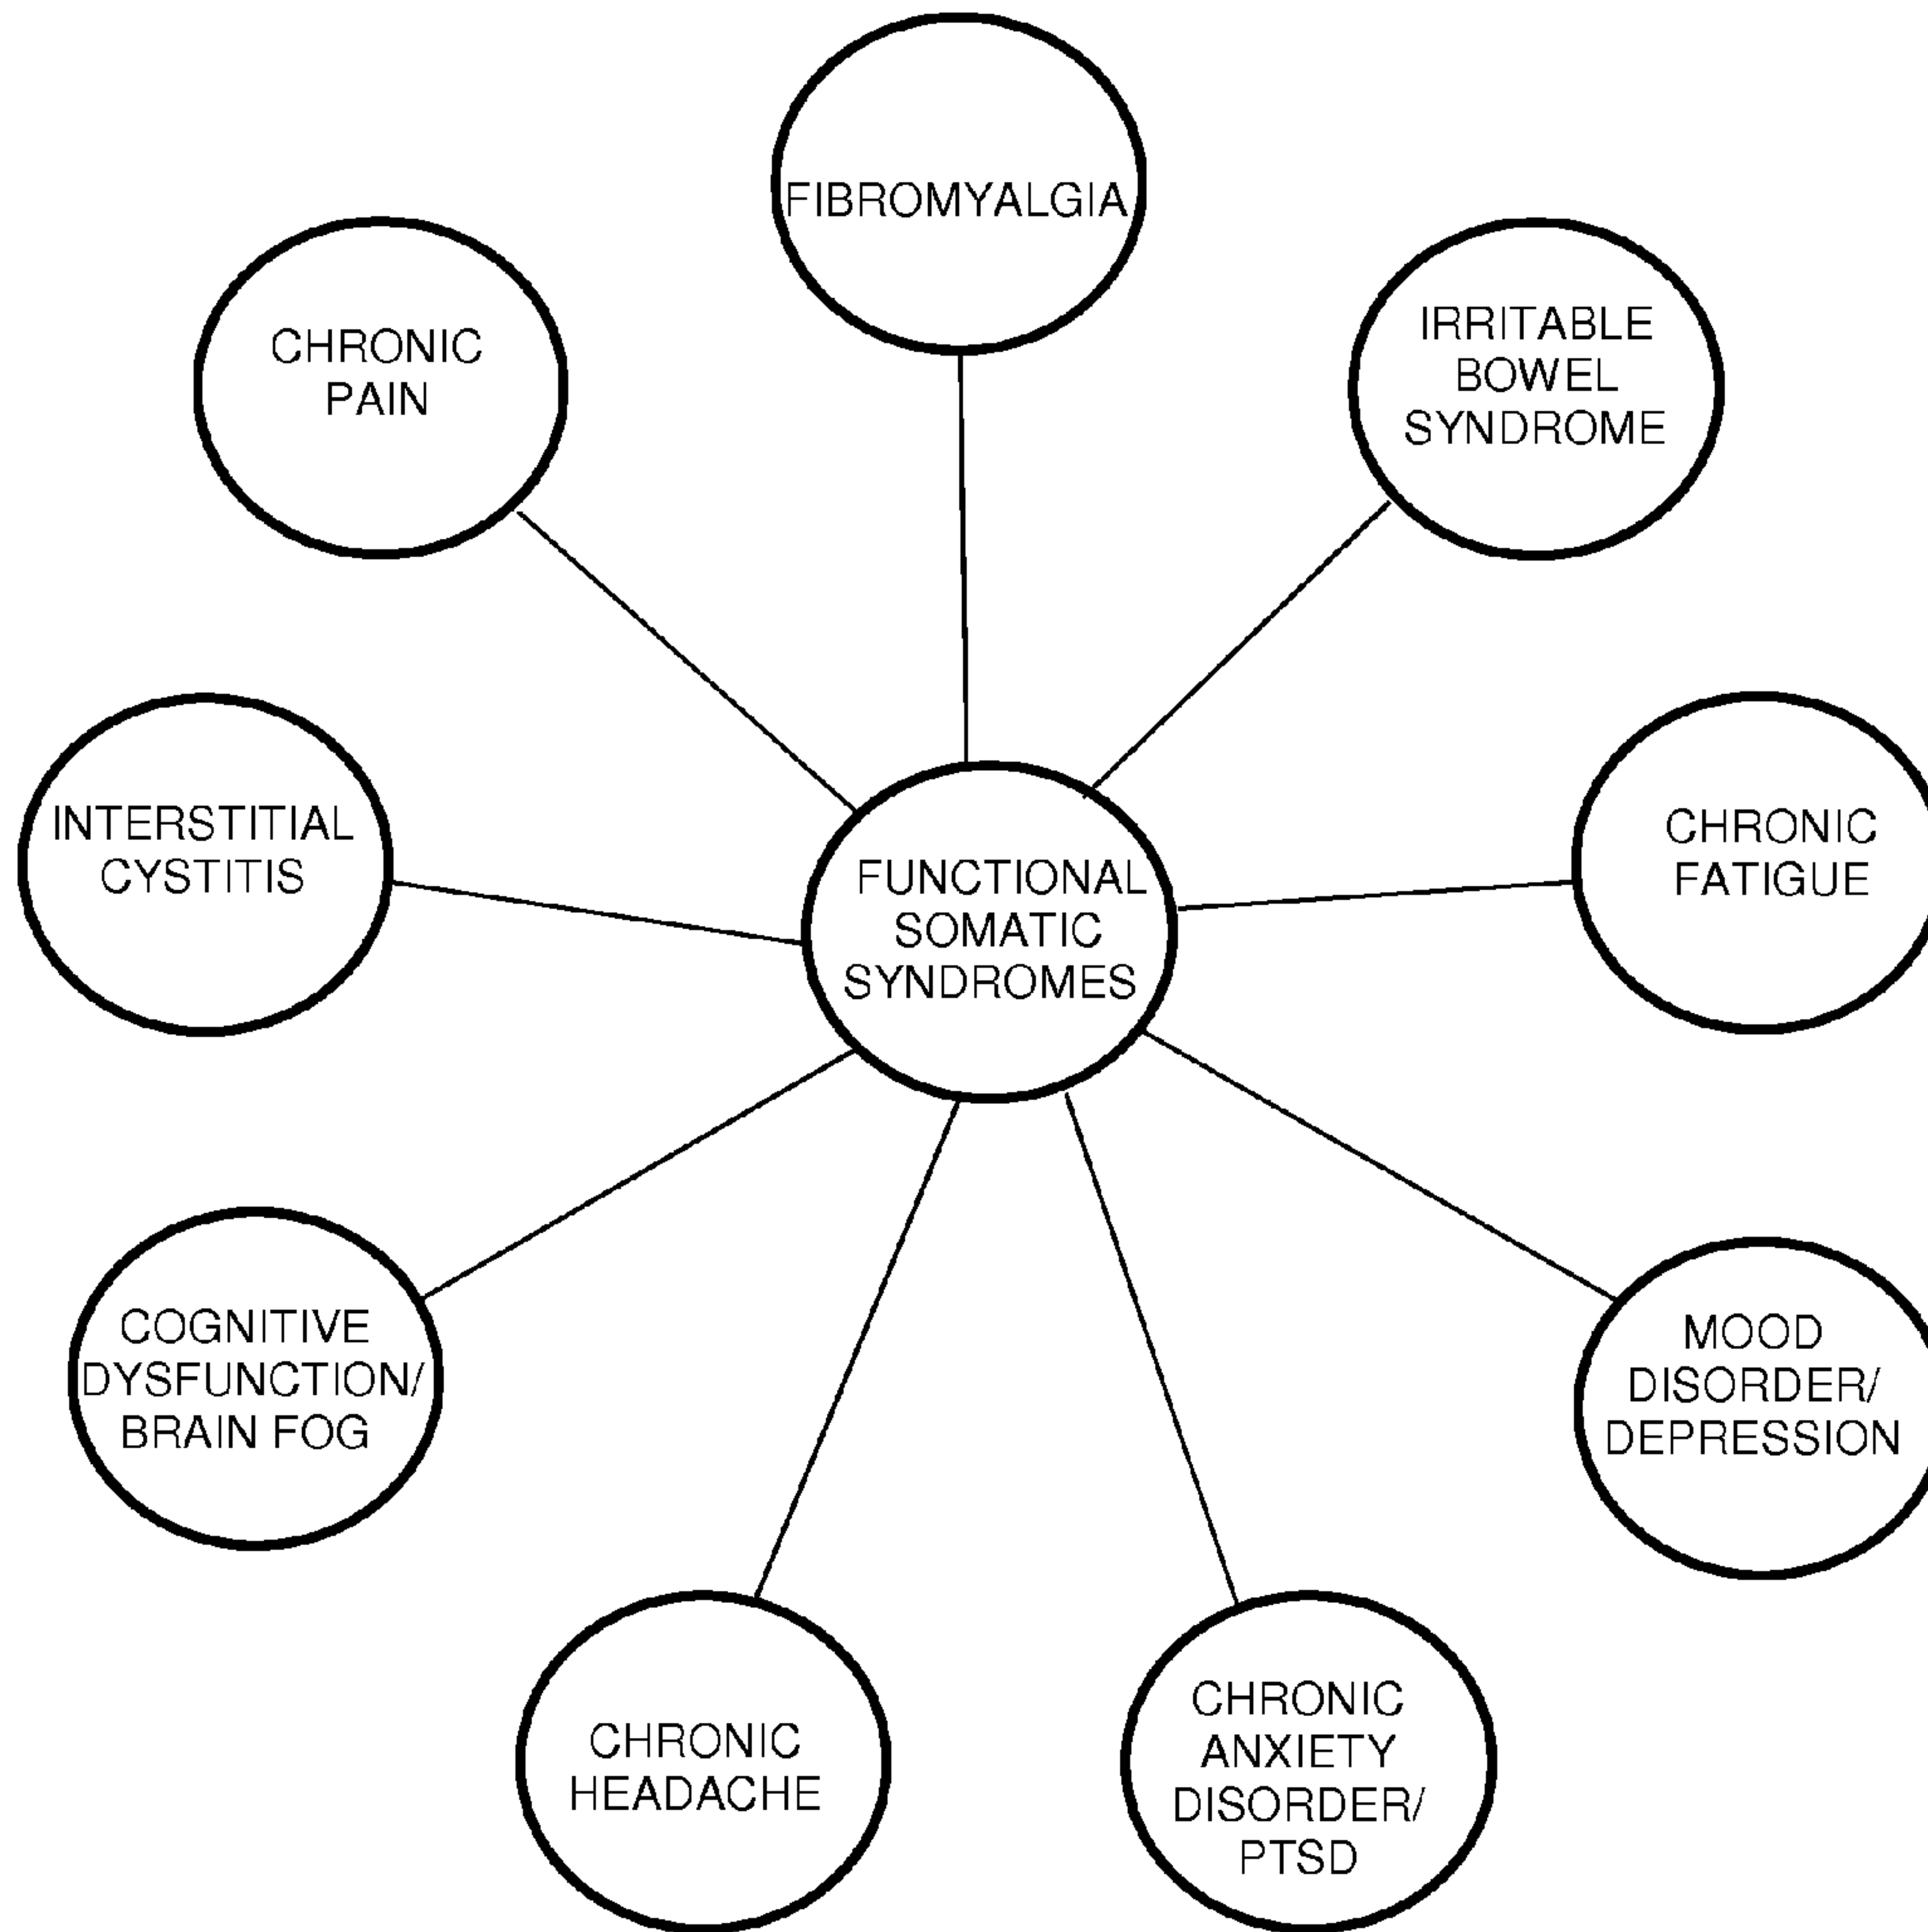 FIBROMYALGIA
CHRONIC
PAIN
IRRITABLE
BOWEL
SYNDROME
INTERSTITIAL
CYSTITIS
FUNCTIONAL
SOMATIC
SYNDROMES
CHRONIC
FATIGUE
COGNITIVE
DYSFUNCTION/
BRAIN FOG
MOOD
DISORDER/
DEPRESSION
CHRONIC
HEADACHE
CHRONIC
ANXIETY
DISORDER/
PTSD